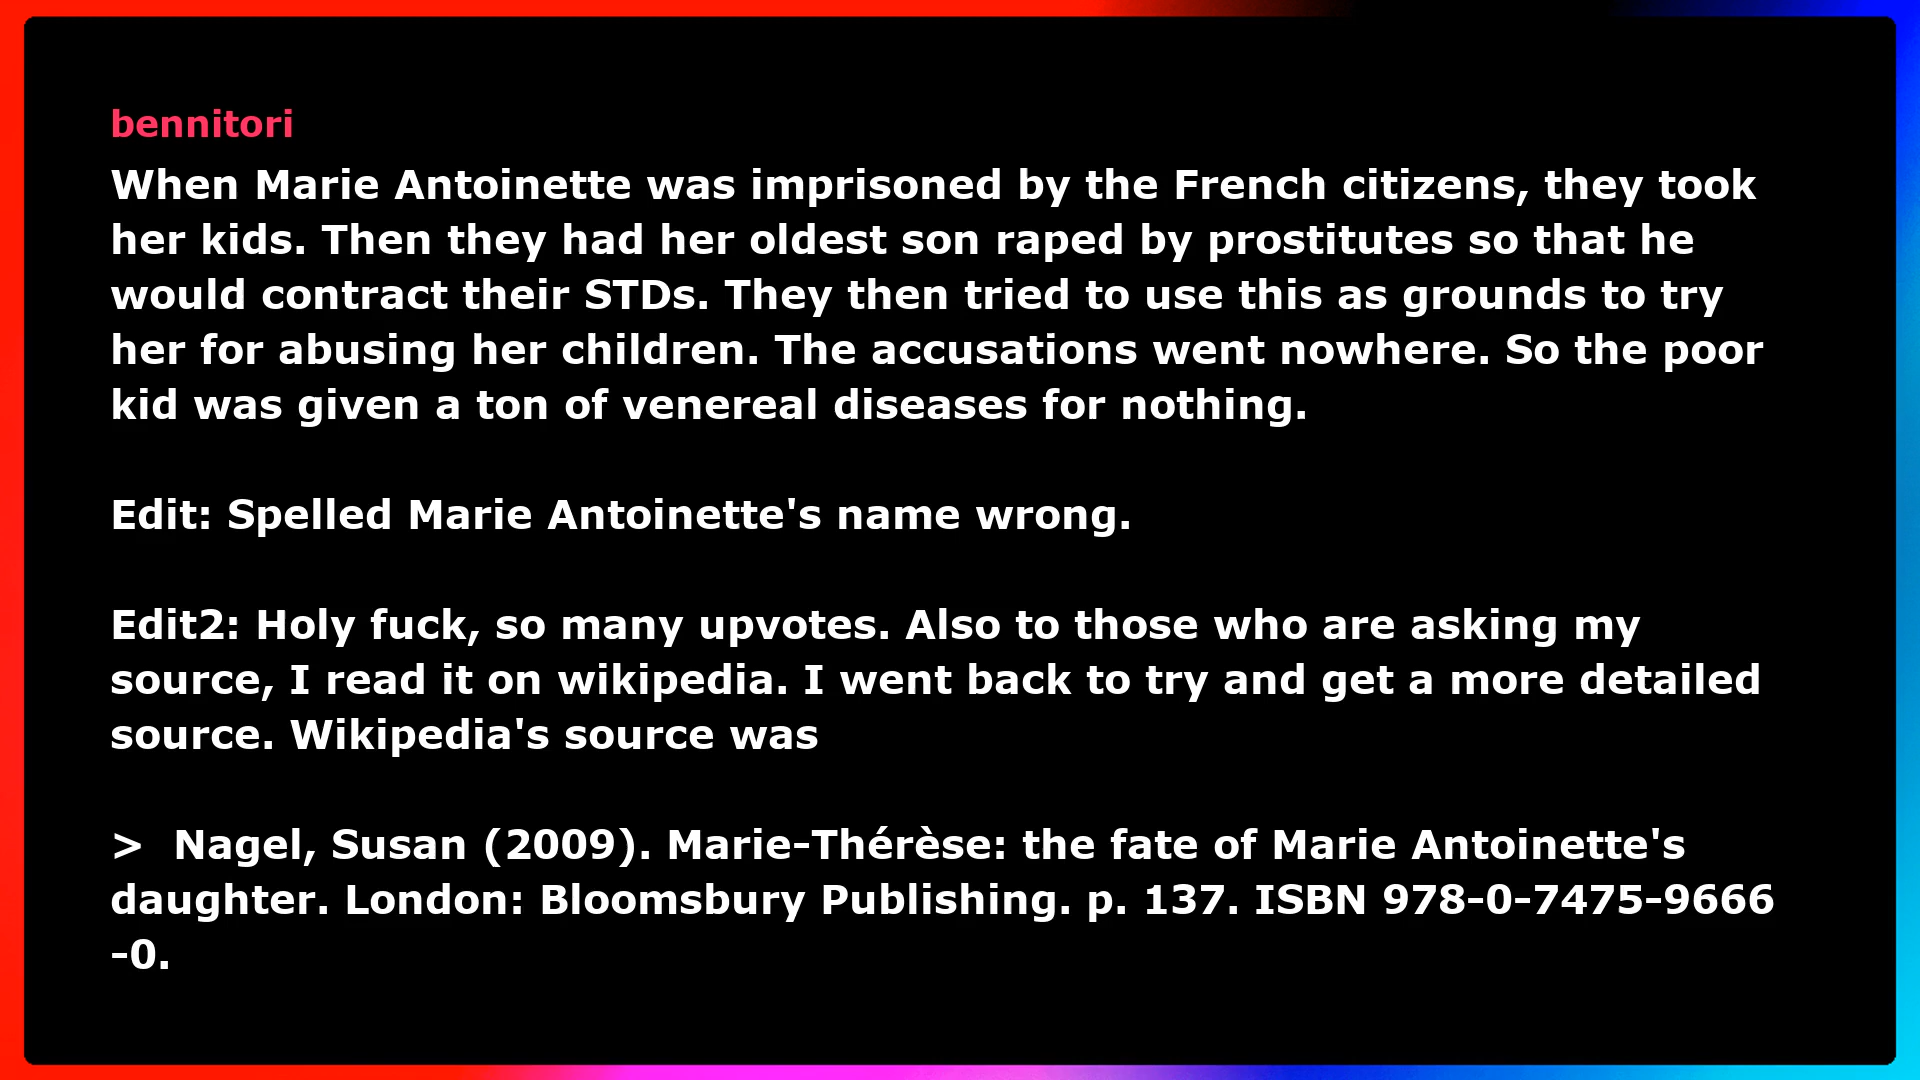 bennitori
When Marie Antoinette was imprisoned by the French citizens, they took
her kids. Then they had her oldest son raped by prostitutes so that he
would contract their STDs. They then tried to use this as grounds to try
her for abusing her children. The accusations went nowhere. So the poor
kid was given a ton of venereal diseases for nothing.
Edit: Spelled Marie Antoinette's name wrong.
Edit2: Holy fuck, so many upvotes. Also to those who are asking my
source, I read it on wikipedia. I went back to try and get a more detailed
source. Wikipedia's source was
> Nagel, Susan (2009). Marie-Thérèse: the fate of Marie Antoinette's
daughter. London: Bloomsbury Publishing. p. 137. ISBN 978-0-7475-9666
-0.